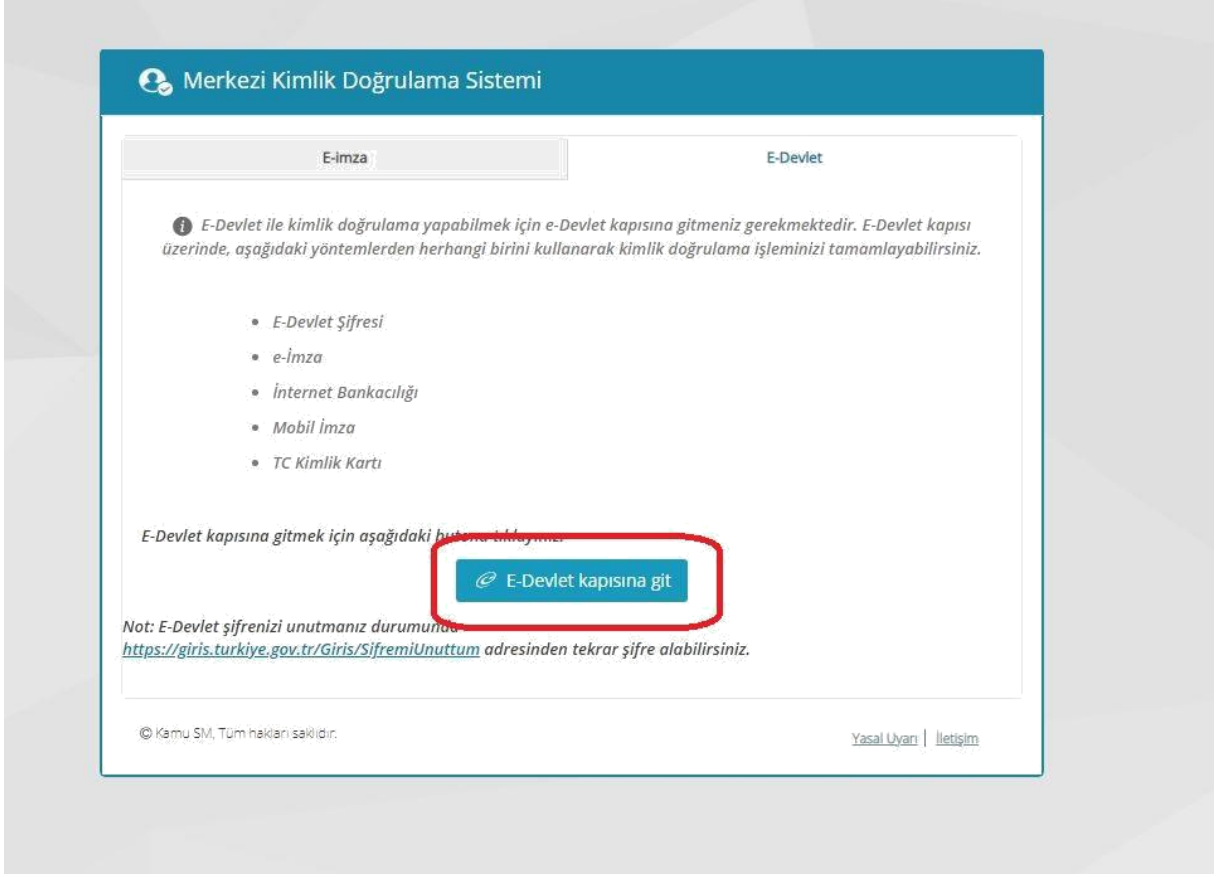 Merkezi Kimlik Doğrulama Sistemi
E-imza
E-Devlet
E-Devlet ile kimlik doğrulama yapabilmek için e-Devlet kapısına gitmeniz gerekmektedir. E-Devlet kapısı
üzerinde, aşağıdaki yöntemlerden herhangi birini kullanarak kimlik doğrulama işleminizi tamamlayabilirsiniz.
E-Devlet Şifresi
e-İmza
İnternet Bankacılığı
Mobil İmza
TC Kimlik Kartı
E-Devlet kapısına gitmek için aşağıdaki butona tıklayınız.
E-Devlet kapısına git
Not: E-Devlet şifrenizi unutmanız durumunda
https://giris.turkiye.gov.tr/Giris/SifremiUnuttum adresinden tekrar şifre alabilirsiniz.
© Kamu SM, Tüm hakları saklıdır.
Yasal Uyarı | İletişim